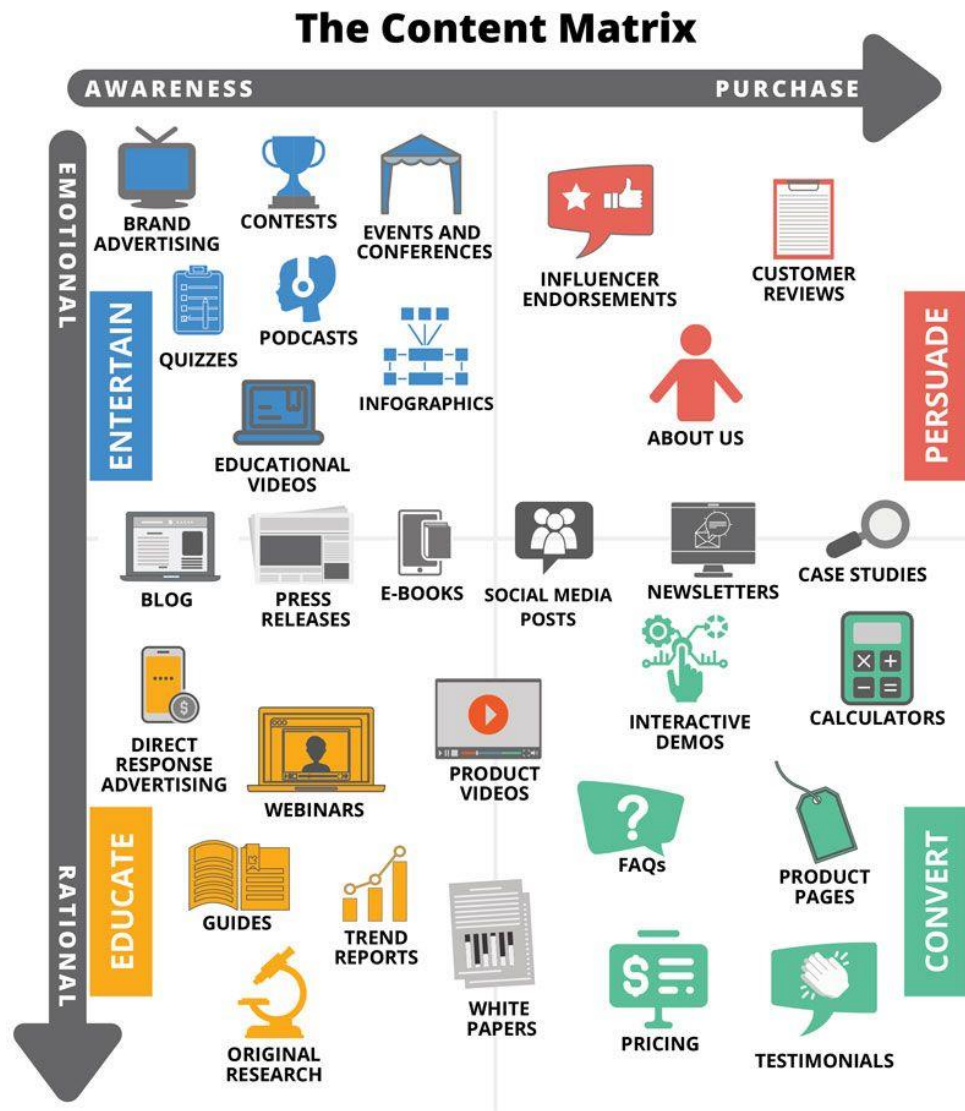 The Content Matrix
AWARENESS
PURCHASE
EMOTIONAL
RATIONAL
ENTERTAIN
BRAND
ADVERTISING
CONTESTS
EVENTS AND
CONFERENCES
QUIZZES
PODCASTS
INFOGRAPHICS
EDUCATIONAL
VIDEOS
PERSUADE
INFLUENCER
ENDORSEMENTS
CUSTOMER
REVIEWS
ABOUT US
BLOG
PRESS
RELEASES
E-BOOKS
SOCIAL MEDIA
POSTS
NEWSLETTERS
CASE STUDIES
EDUCATE
DIRECT
RESPONSE
ADVERTISING
$
WEBINARS
PRODUCT
VIDEOS
GUIDES
TREND
REPORTS
ORIGINAL
RESEARCH
WHITE
PAPERS
CONVERT
INTERACTIVE
DEMOS
× +
− =
CALCULATORS
?
FAQs
PRODUCT
PAGES
$
PRICING
TESTIMONIALS